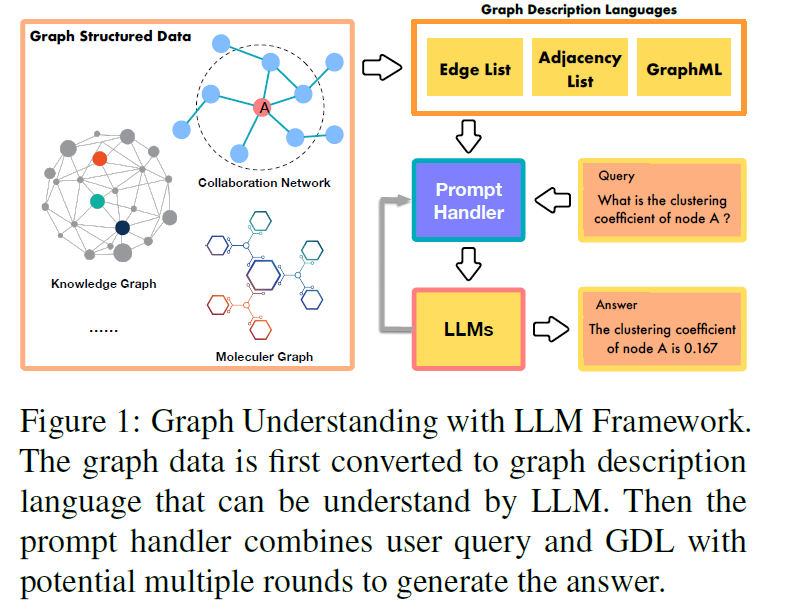 Graph Structured Data
A
Collaboration Network
Knowledge Graph
......
Moleculer Graph
Graph Description Languages
Edge List
Adjacency
List
GraphML
Prompt
Handler
Query
What is the clustering
coefficient of node A ?
LLMs
Answer
The clustering coefficient
of node A is 0.167
Figure 1: Graph Understanding with LLM Framework.
The graph data is first converted to graph description
language that can be understand by LLM. Then the
prompt handler combines user query and GDL with
potential multiple rounds to generate the answer.